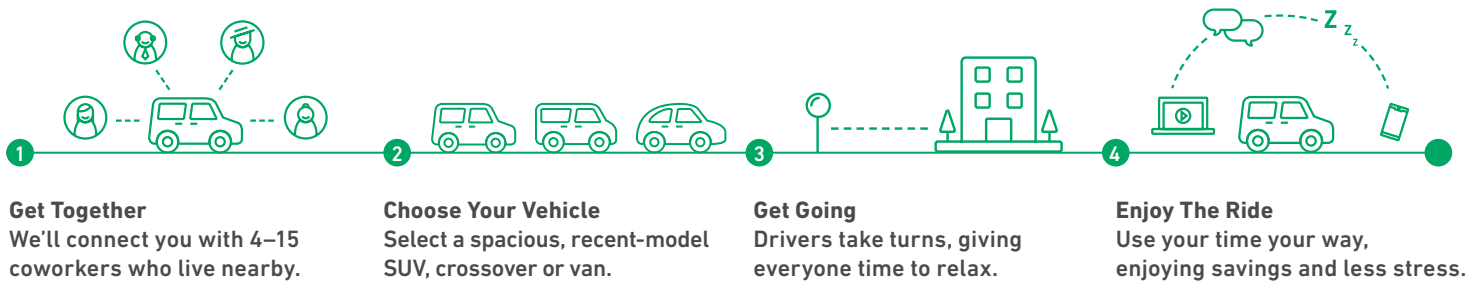 Z
z
z
1
2
3
4
Get Together
We'll connect you with 4–15
coworkers who live nearby.
Choose Your Vehicle
Select a spacious, recent-model
SUV, crossover or van.
Get Going
Drivers take turns, giving
everyone time to relax.
Enjoy The Ride
Use your time your way,
enjoying savings and less stress.